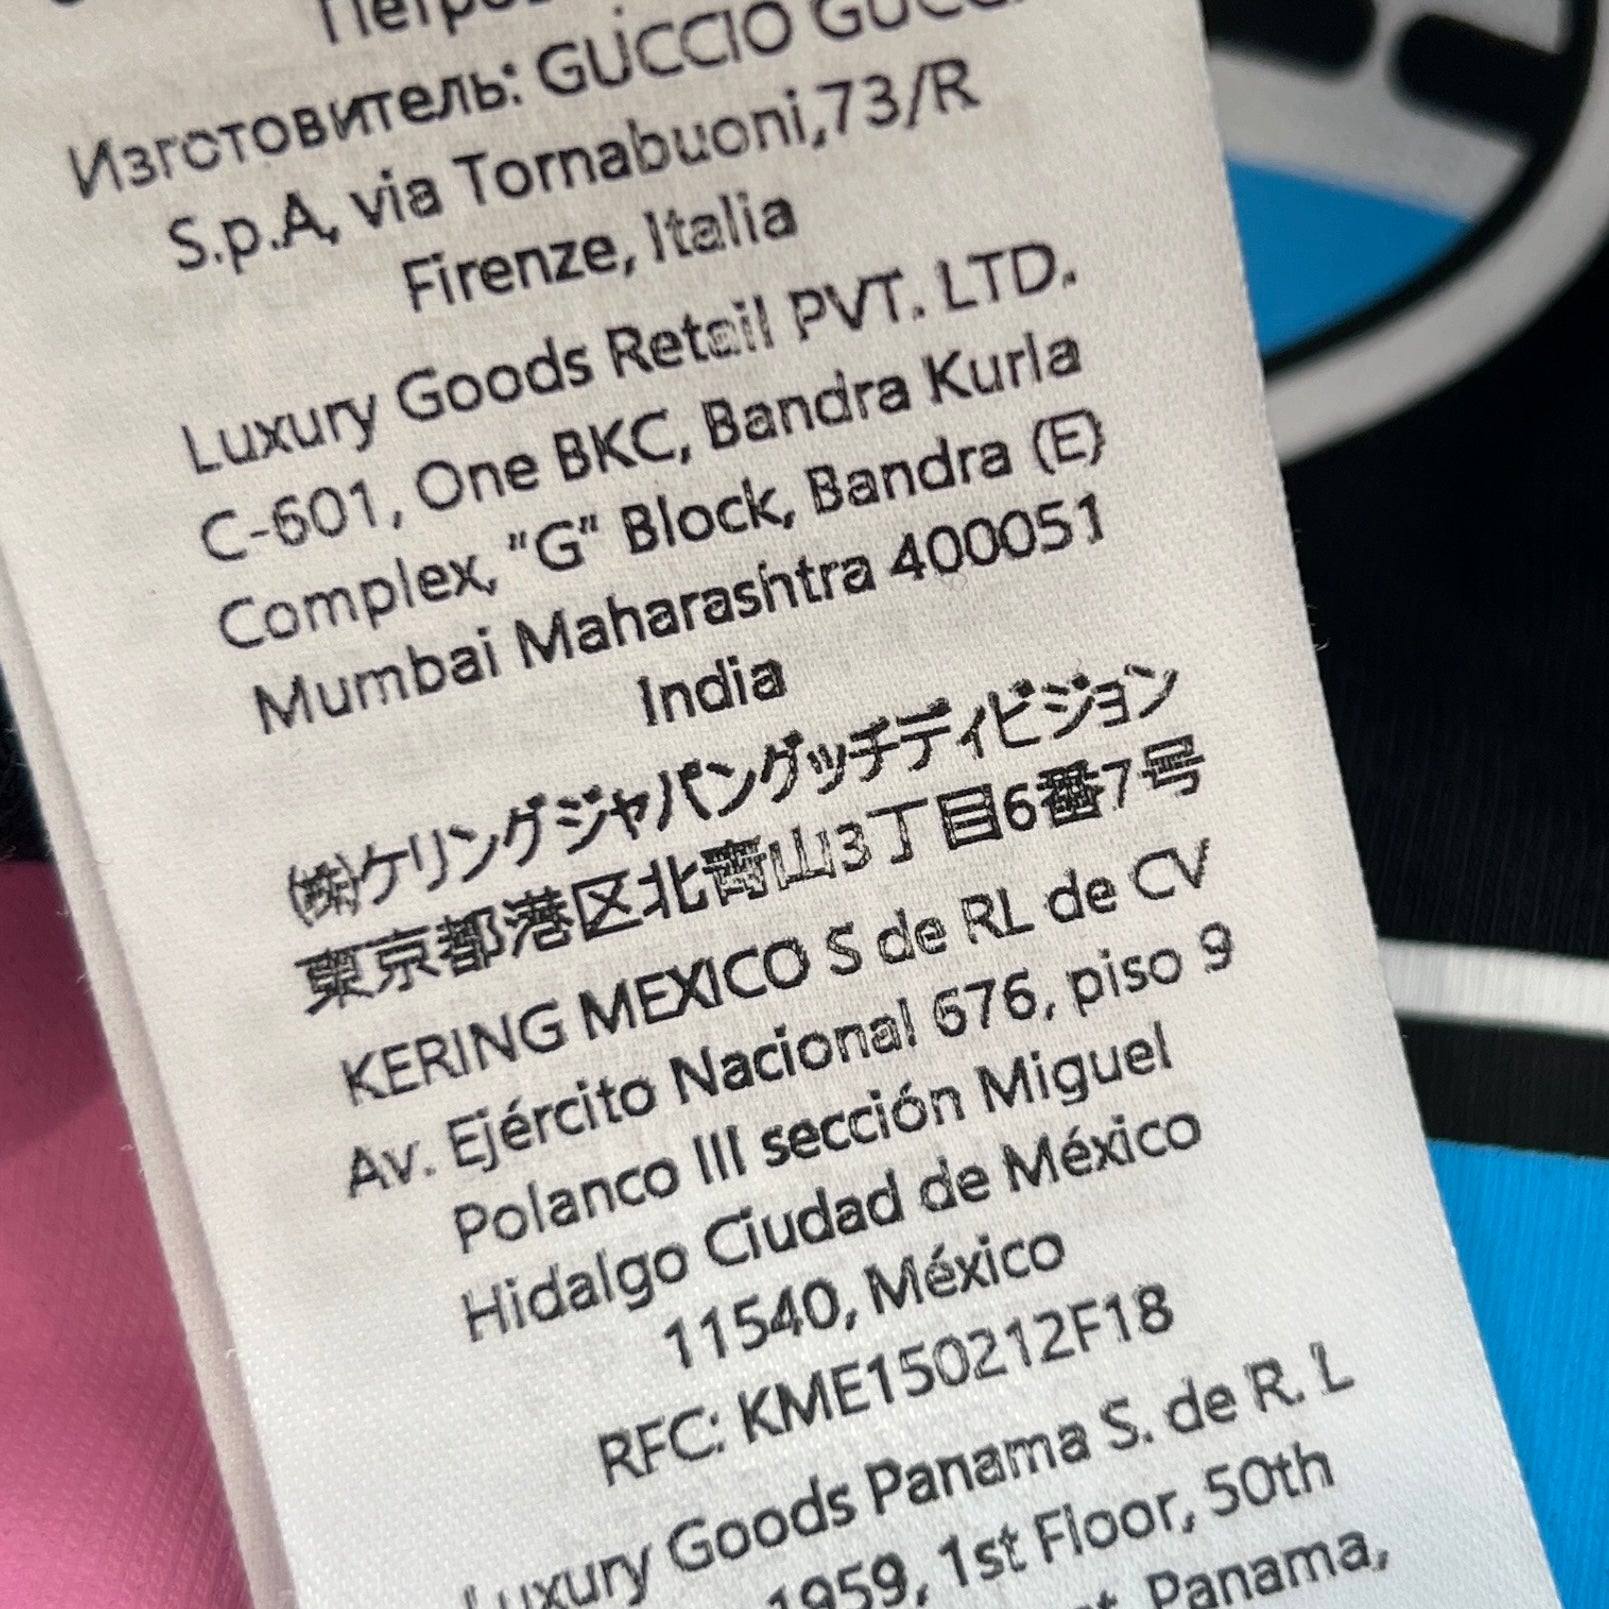 Изготовитель: GUCCIO GUCCI
S.p.A, via Tornabuoni,73/R
Firenze, Italia
Luxury Goods Retail PVT. LTD.
C-601, One BKC, Bandra Kurla
Complex, "G" Block, Bandra (E)
Mumbai Maharashtra 400051
India
㈱ケリングジャパングッチディビジョン
東京都港区北青山3丁目6番7号
KERING MEXICO S de RL de CV
Av. Ejército Nacional 676, piso 9
Polanco III sección Miguel
Hidalgo Ciudad de México
11540, México
RFC: KME150212F18
Luxury Goods Panama S. de R. L
1959, 1st Floor, 50th
Panama,